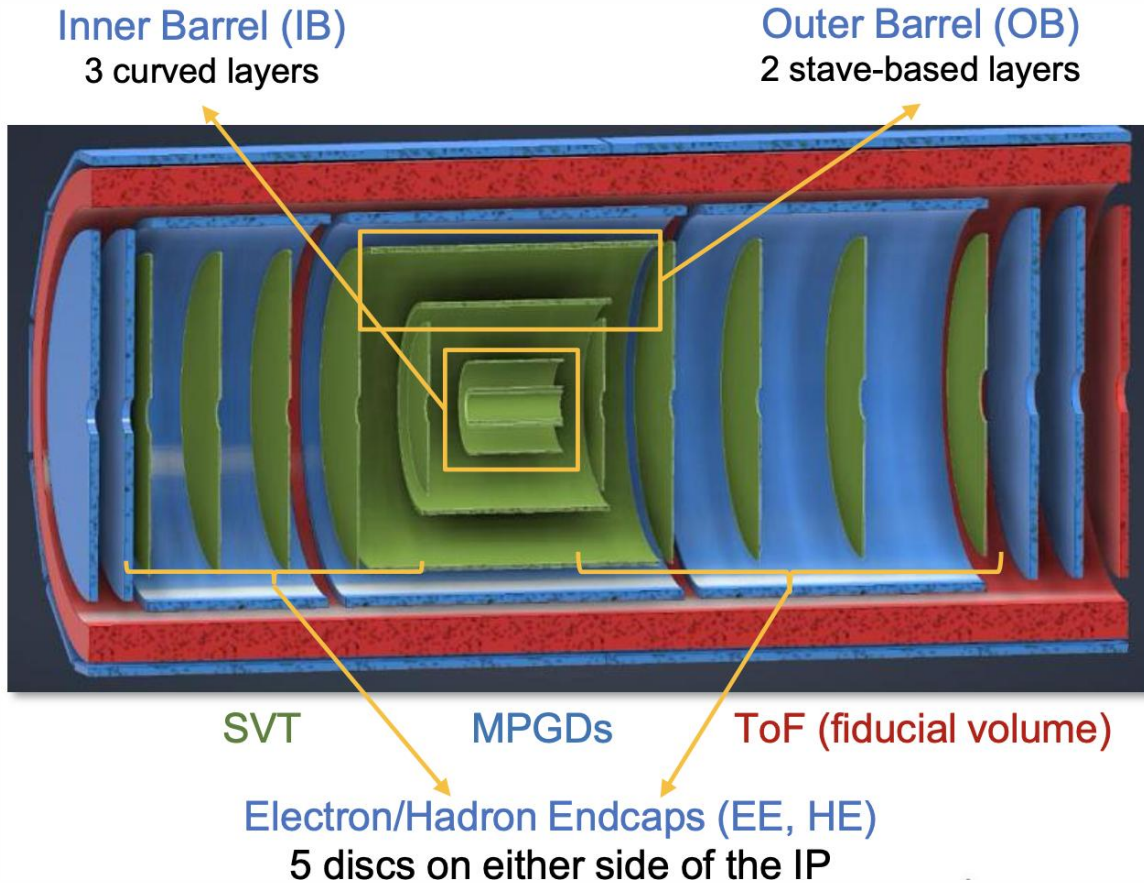 Inner Barrel (IB)
3 curved layers
Outer Barrel (OB)
2 stave-based layers
SVT
MPGDs
ToF (fiducial volume)
Electron/Hadron Endcaps (EE, HE)
5 discs on either side of the IP